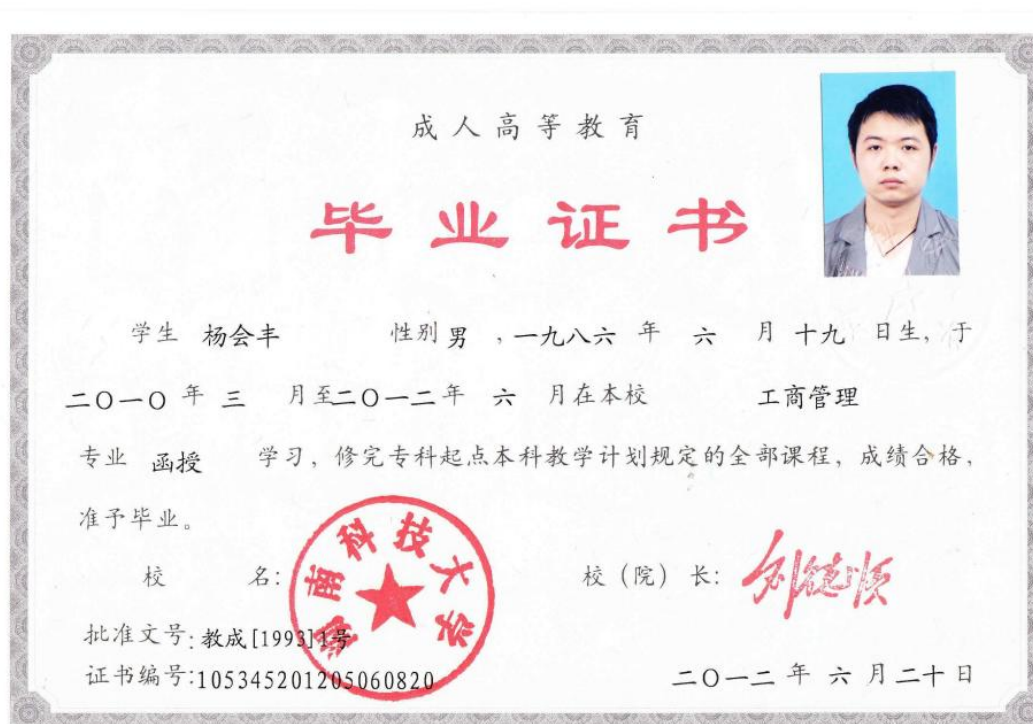 成人高等教育
毕业证书
学生 杨会丰 性别 男 ，一九八六 年 六 月 十九 日生，于
二〇一〇 年 三 月至二〇一二年 六 月在本校 工商管理
专业 函授 学习，修完专科起点本科教学计划规定的全部课程，成绩合格，
准予毕业。
校 名：
湖南科技大学
校（院）长：
批准文号：教成[1993]1号
证书编号：105345201205060820
二〇一二 年 六 月 二十 日